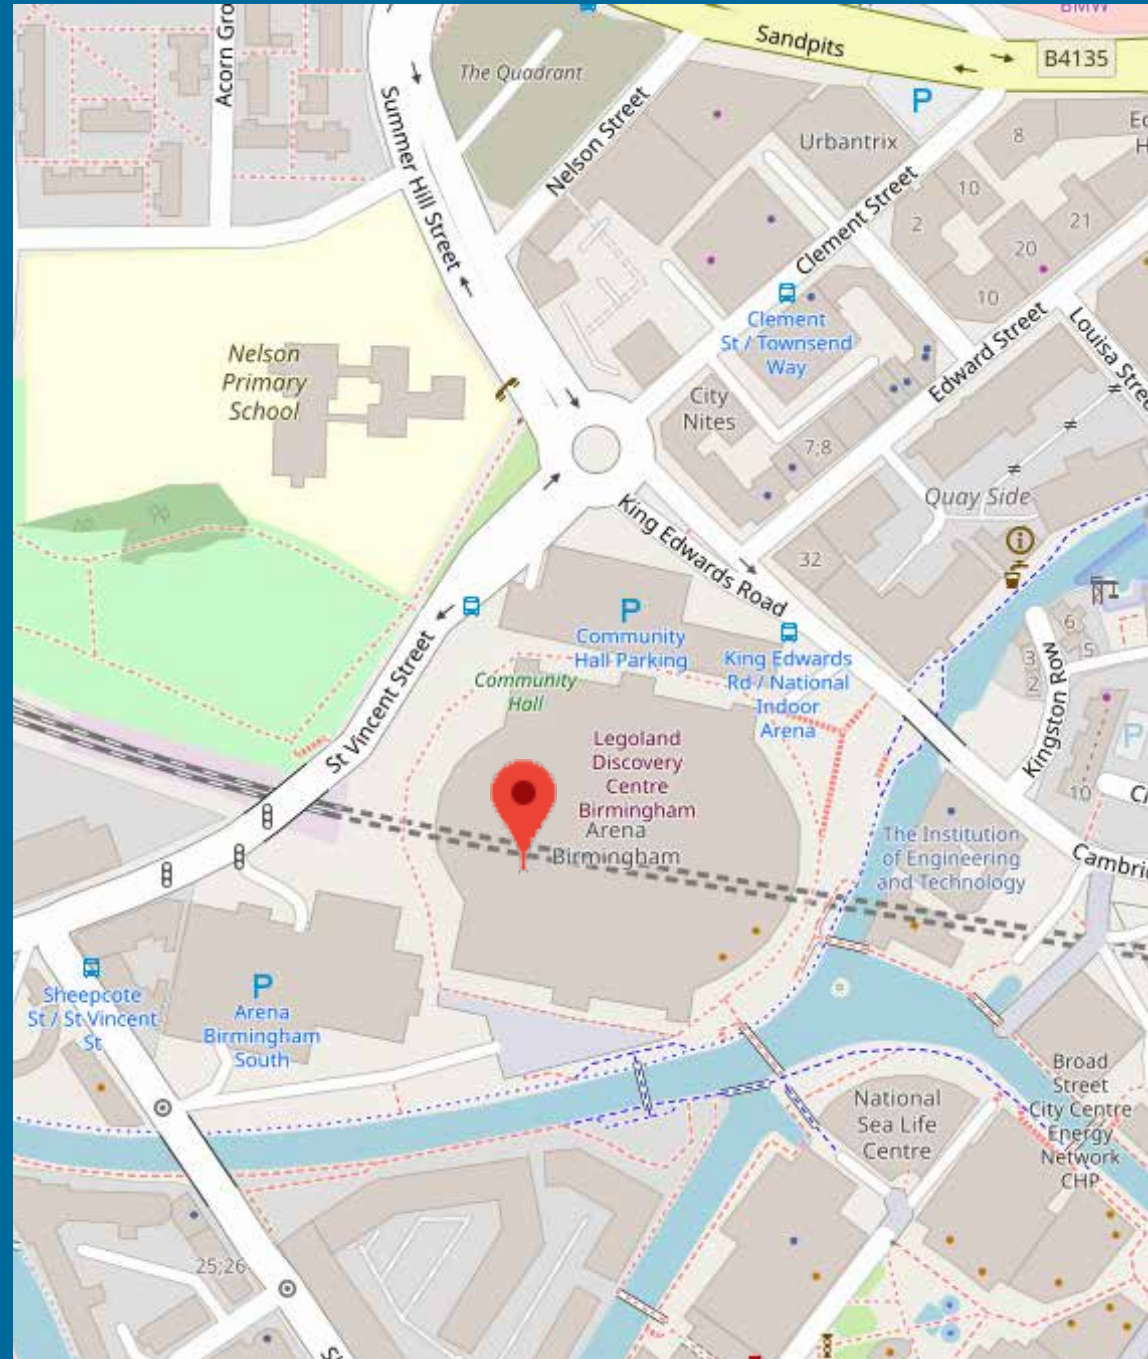 BMW
Acorn Gro
Sandpits
B4135
The Quadrant
P
Summer Hill Street
Nelson Street
Urbantrix
8
10
Clement Street
2
21
20
10
Clement
St / Townsend
Way
Edward Street
Louisa Stree
Nelson
Primary
School
City
Nites
7;8
Quay Side
King Edwards Road
32
P
Community
Hall Parking
King Edwards
Rd / National
Indoor
Arena
6
5
3
2
Kingston Row
Community
Hall
St Vincent Street
Legoland
Discovery
Centre
Birmingham
Arena
Birmingham
P
10
The Institution
of Engineering
and Technology
Cambri
Sheepcote
St / St Vincent
St
P
Arena
Birmingham
South
National
Sea Life
Centre
Broad
Street
City Centre
Energy
Network
CHP
25;26